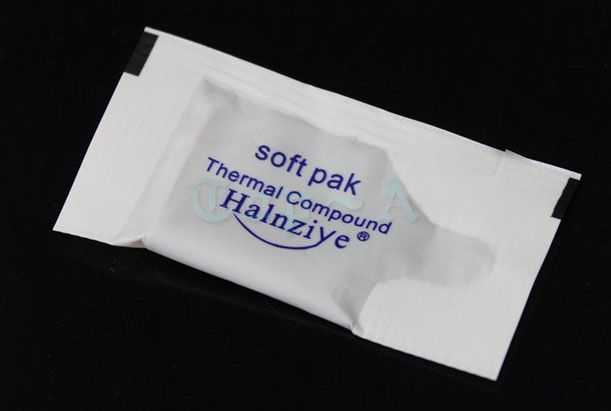 soft pak
Thermal Compound
Halnziye®